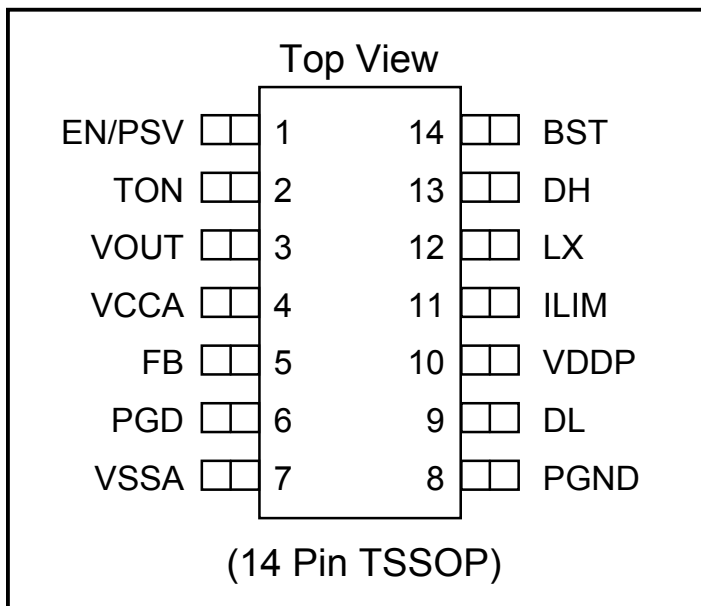 Top View
EN/PSV 1 14 BST
TON 2 13 DH
VOUT 3 12 LX
VCCA 4 11 ILIM
FB 5 10 VDDP
PGD 6 9 DL
VSSA 7 8 PGND
(14 Pin TSSOP)